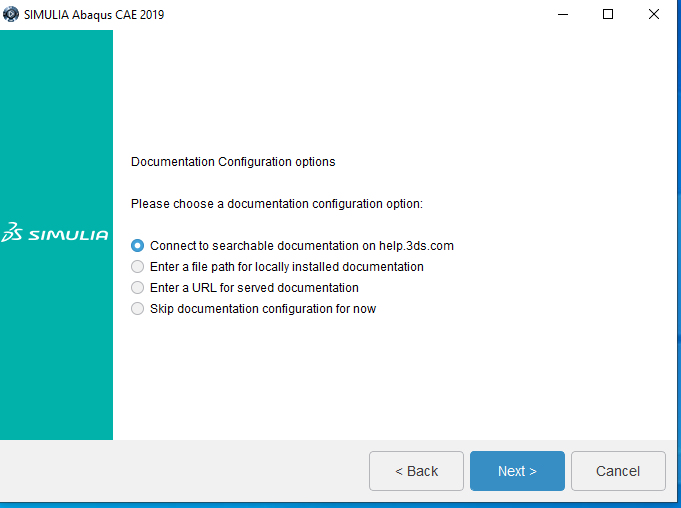 SIMULIA Abaqus CAE 2019
Documentation Configuration options
Please choose a documentation configuration option:
SIMULIA
Connect to searchable documentation on help.3ds.com
Enter a file path for locally installed documentation
Enter a URL for served documentation
Skip documentation configuration for now
< Back
Next >
Cancel